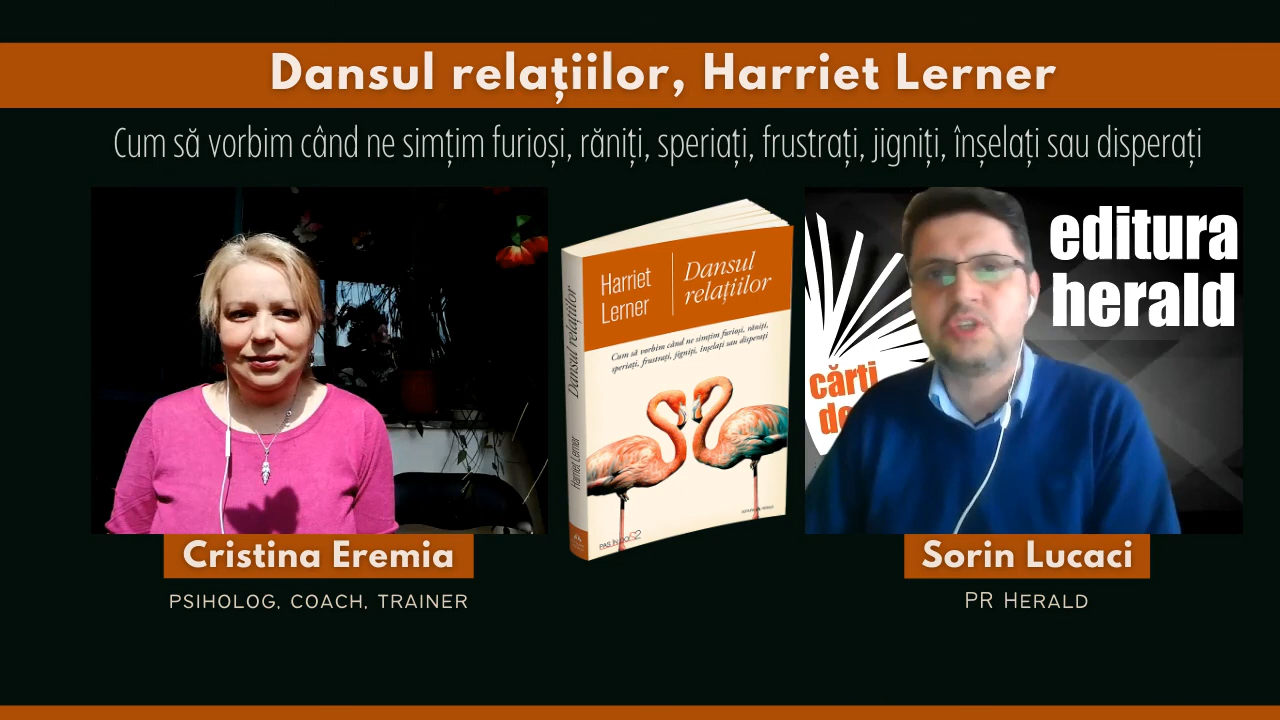 Dansul relațiilor, Harriet Lerner
Cum să vorbim când ne simțim furioși, răniți, speriați, frustrați, jigniți, înșelați sau disperați
Harriet
Lerner
Dansul
relațiilor
Cum să vorbim când ne simțim furioși, răniți,
speriați, frustrați, jigniți, înșelați sau disperați
Dansul relațiilor
Harriet Lerner
editura
herald
cărți
de
Cristina Eremia
PSIHOLOG, COACH, TRAINER
Sorin Lucaci
PR HERALD